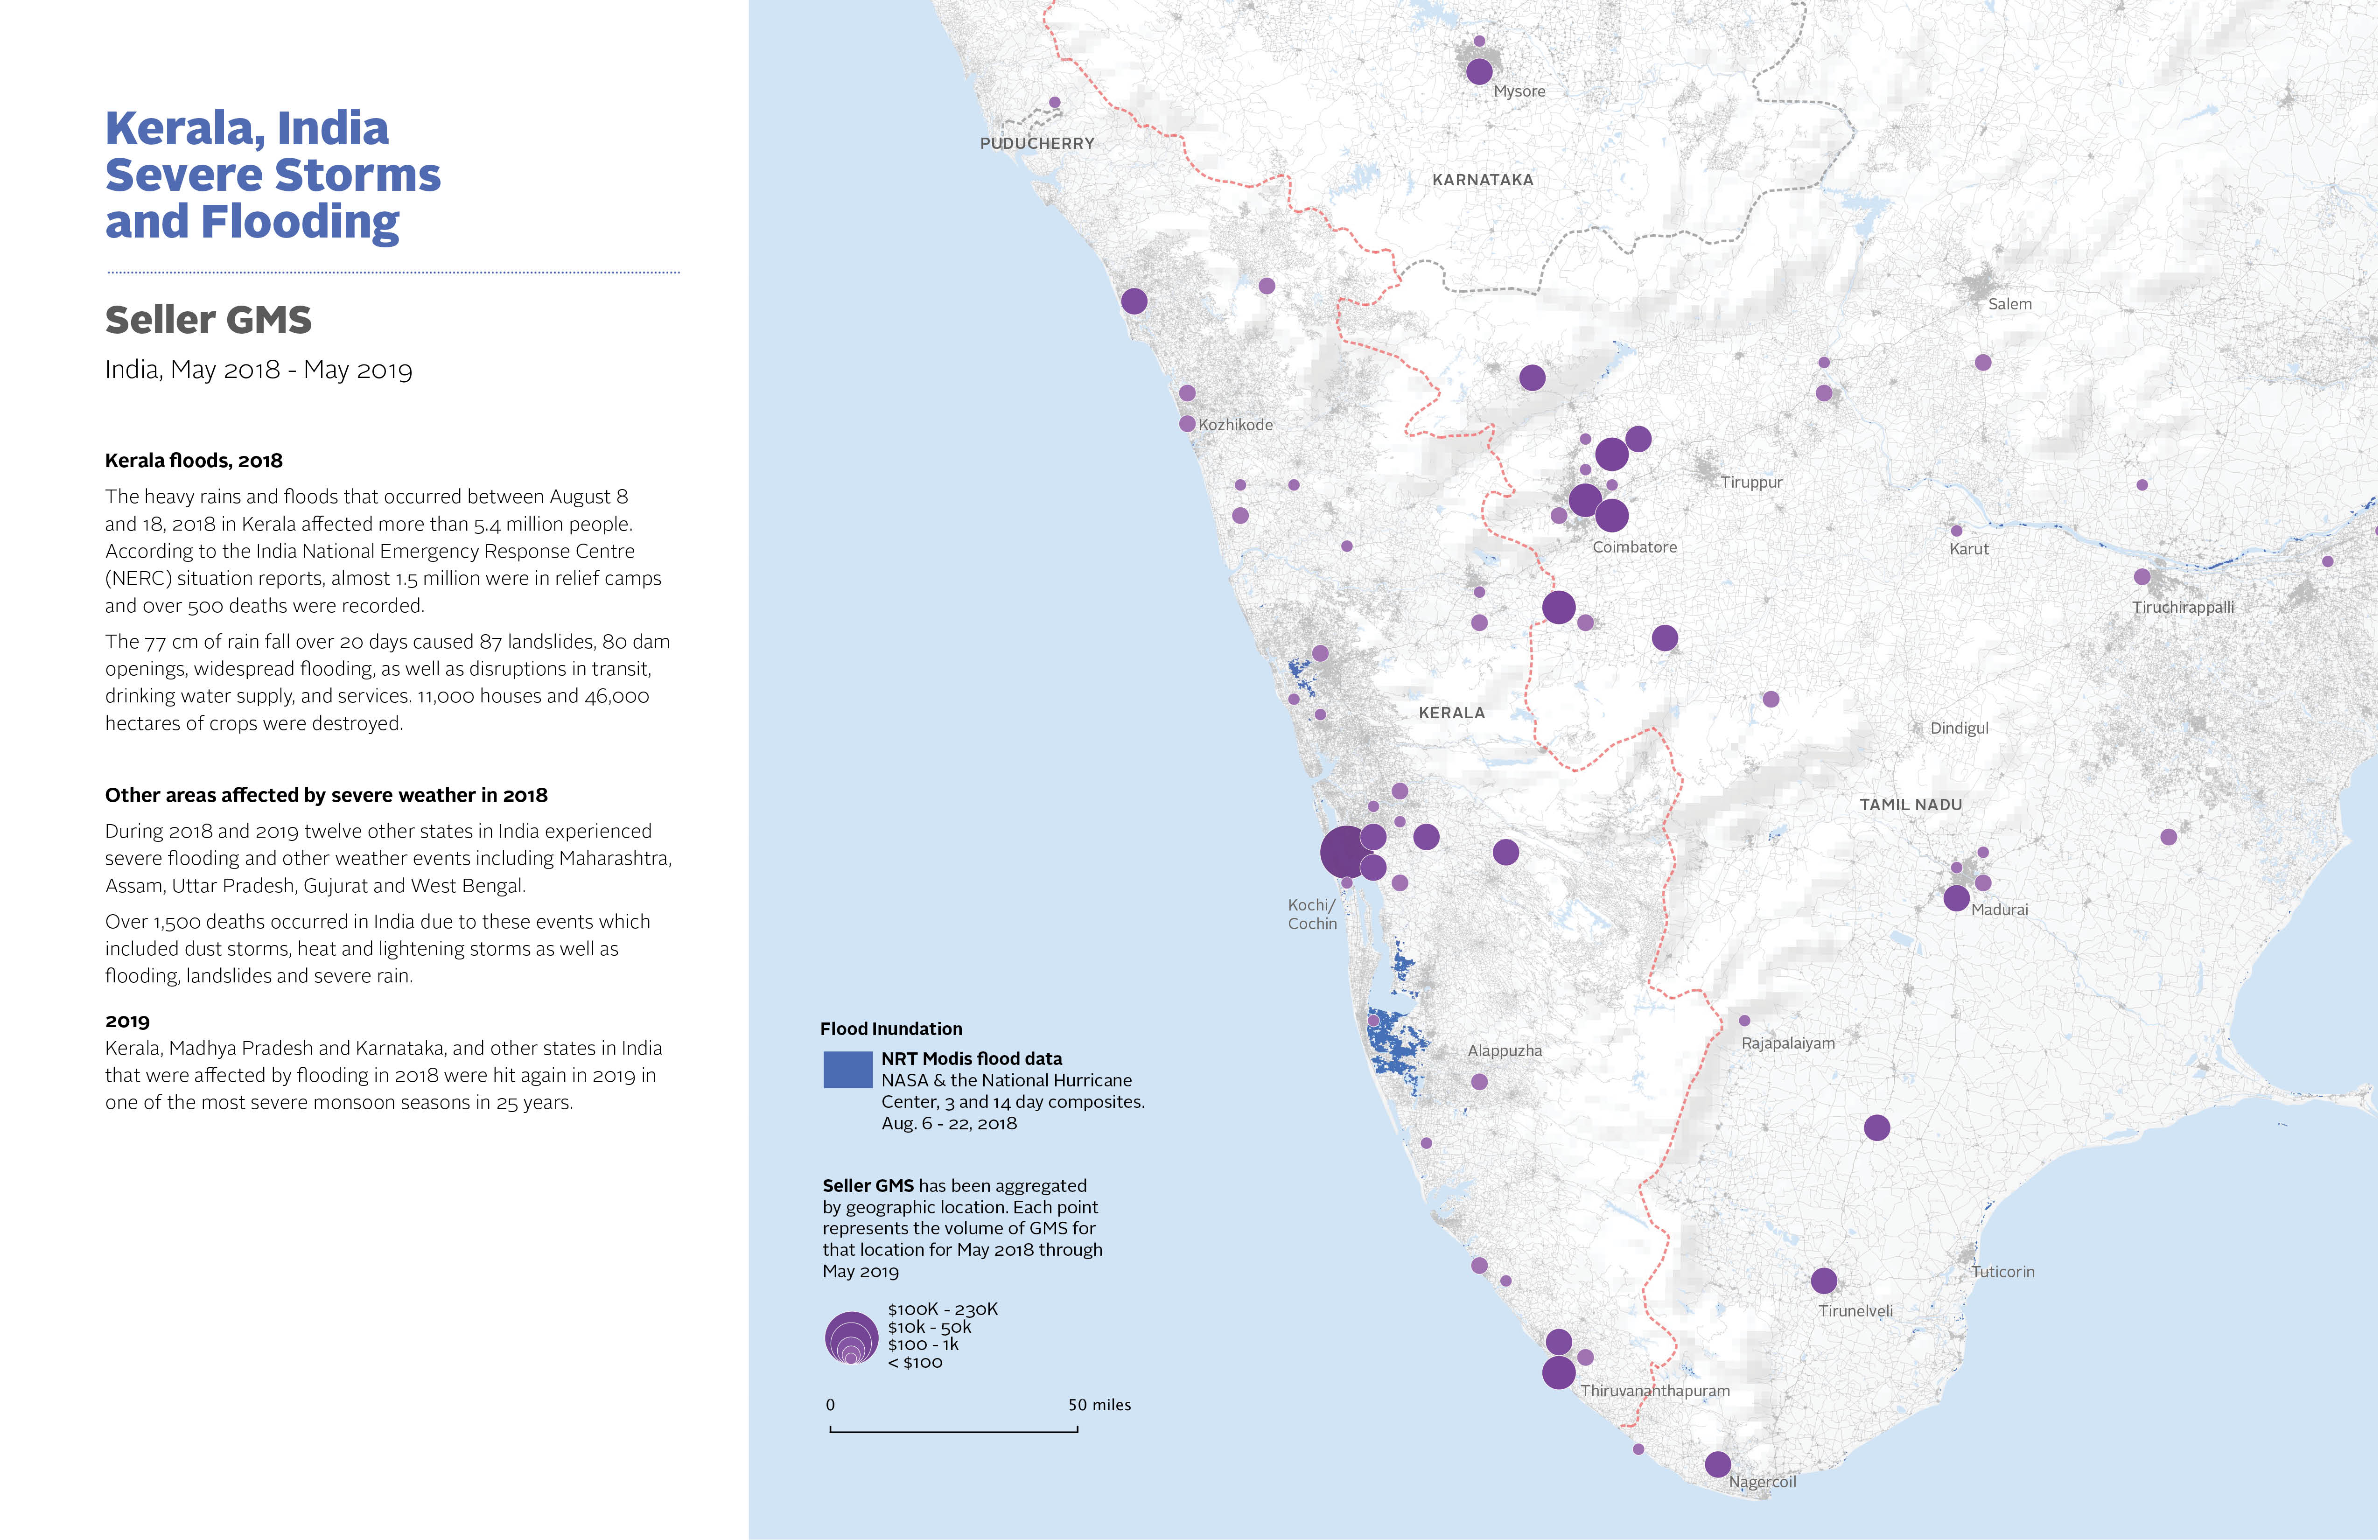 Kerala, India
Severe Storms
and Flooding
Seller GMS
India, May 2018 - May 2019
Kerala floods, 2018
The heavy rains and floods that occurred between August 8
and 18, 2018 in Kerala affected more than 5.4 million people.
According to the India National Emergency Response Centre
(NERC) situation reports, almost 1.5 million were in relief camps
and over 500 deaths were recorded.
The 77 cm of rain fall over 20 days caused 87 landslides, 80 dam
openings, widespread flooding, as well as disruptions in transit,
drinking water supply, and services. 11,000 houses and 46,000
hectares of crops were destroyed.
Other areas affected by severe weather in 2018
During 2018 and 2019 twelve other states in India experienced
severe flooding and other weather events including Maharashtra,
Assam, Uttar Pradesh, Gujurat and West Bengal.
Over 1,500 deaths occurred in India due to these events which
included dust storms, heat and lightening storms as well as
flooding, landslides and severe rain.
2019
Kerala, Madhya Pradesh and Karnataka, and other states in India
that were affected by flooding in 2018 were hit again in 2019 in
one of the most severe monsoon seasons in 25 years.
Mysore
PUDUCHERRY
KARNATAKA
Salem
Kozhikode
Tiruppur
Coimbatore
Karut
Tiruchirappalli
KERALA
Dindigul
TAMIL NADU
Kochi/
Cochin
Madurai
Rajapalaiyam
Alappuzha
Tuticorin
Tirunelveli
Thiruvananthapuram
Nagercoil
Flood Inundation
NRT Modis flood data
NASA & the National Hurricane
Center, 3 and 14 day composites.
Aug. 6 - 22, 2018
Seller GMS has been aggregated
by geographic location. Each point
represents the volume of GMS for
that location for May 2018 through
May 2019
$100K - 230K
$10k - 50k
$100 - 1k
< $100
0 50 miles